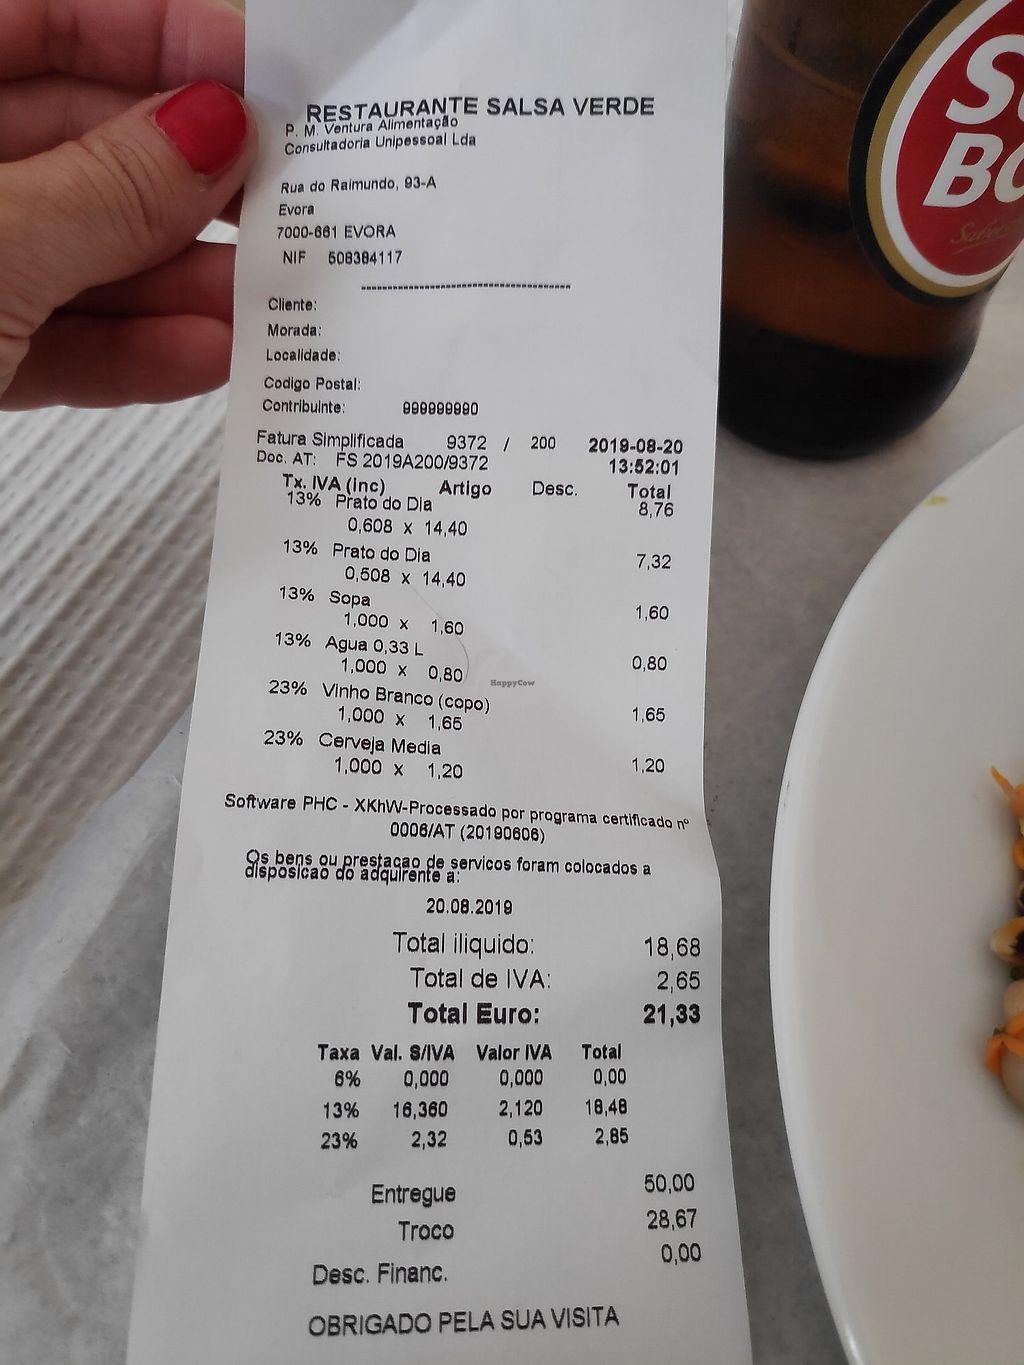 RESTAURANTE SALSA VERDE
P. M. Ventura Alimentação
Consultadoria Unipessoal Lda
Rua do Raimundo, 93-A
Evora
7000-661 EVORA
NIF 508384117
Cliente:
Morada:
Localidade:
Codigo Postal:
Contribuinte: 999999990
Fatura Simplificada 9372 / 200 2019-08-20
Doc. AT: FS 2019A200/9372 13:52:01
Tx. IVA (inc) Artigo Desc. Total
13% Prato do Dia 8,76
0,608 x 14,40
13% Prato do Dia 7,32
0,508 x 14,40
13% Sopa 1,60
1,000 x 1,60
13% Agua 0,33 L 0,80
1,000 x 0,80
23% Vinho Branco (copo) 1,65
1,000 x 1,65
23% Cerveja Media 1,20
1,000 x 1,20
Software PHC - XKhW-Processado por programa certificado nº
0006/AT (20190606)
Os bens ou prestaçao de servicos foram colocados a
disposicao do adquirente a:
20.08.2019
Total iliquido: 18,68
Total de IVA: 2,65
Total Euro: 21,33
Taxa Val. S/IVA Valor IVA Total
6% 0,000 0,000 0,00
13% 16,360 2,120 18,48
23% 2,32 0,53 2,85
Entregue 50,00
Troco 28,67
Desc. Financ. 0,00
OBRIGADO PELA SUA VISITA
HappyCow